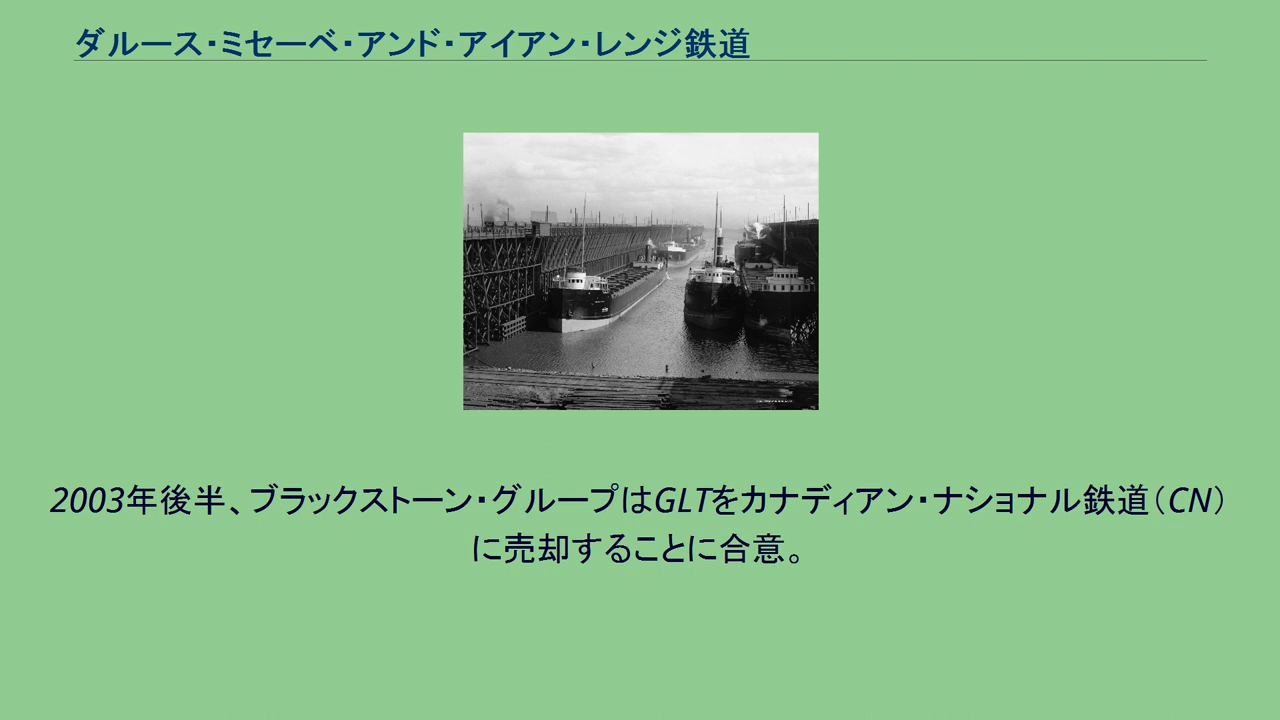 ダルース・ミセーベ・アンド・アイアン・レンジ鉄道
2003年後半、ブラックストーン・グループはGLTをカナディアン・ナショナル鉄道（CN）
に売却することに合意。